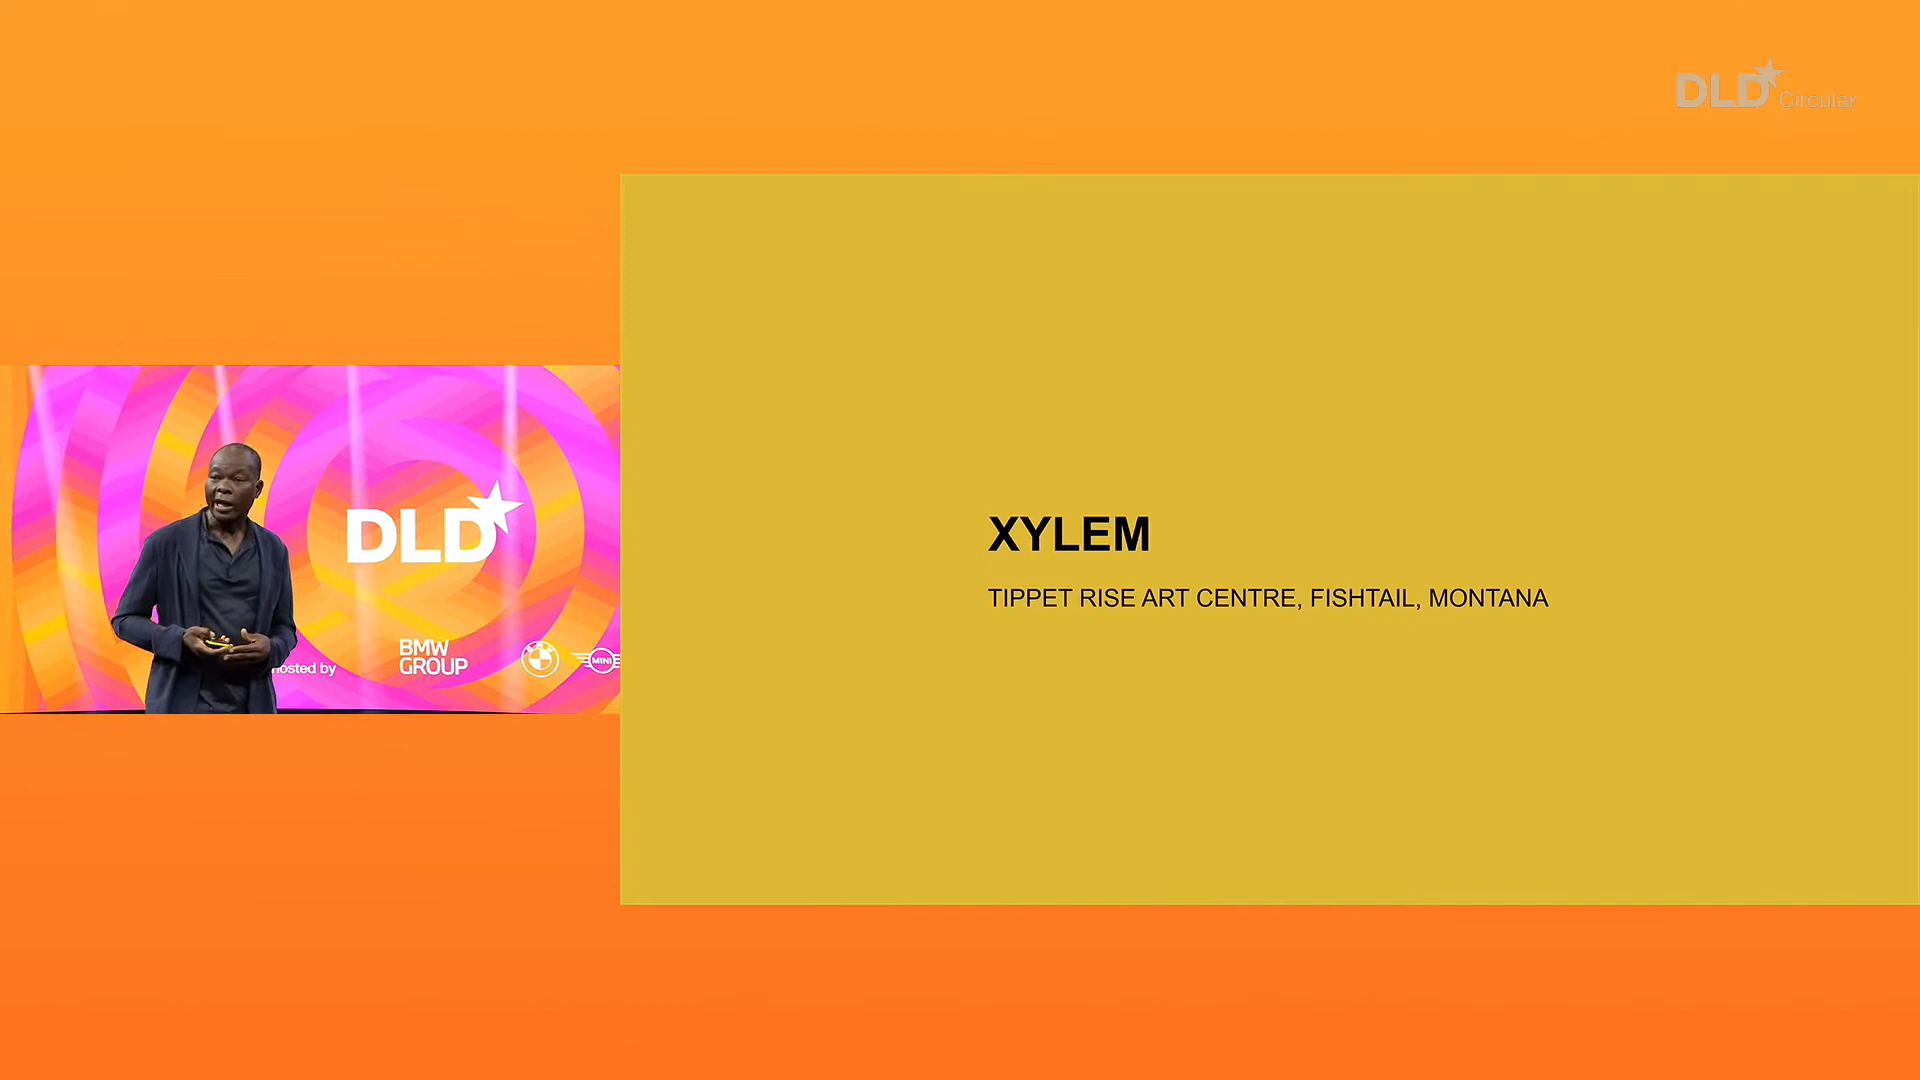 DLD Circular
DLD
hosted by
BMW
GROUP
MINI
XYLEM
TIPPET RISE ART CENTRE, FISHTAIL, MONTANA